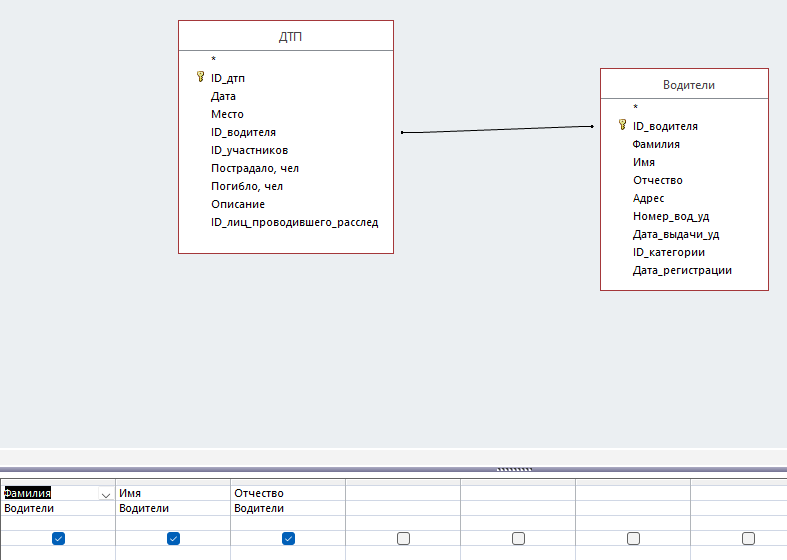 ДТП
*
ID_дтп
Дата
Место
ID_водителя
ID_участников
Пострадало, чел
Погибло, чел
Описание
ID_лиц_проводившего_расслед
Водители
*
ID_водителя
Фамилия
Имя
Отчество
Адрес
Номер_вод_уд
Дата_выдачи_уд
ID_категории
Дата_регистрации
Фамилия Имя Отчество
Водители Водители Водители